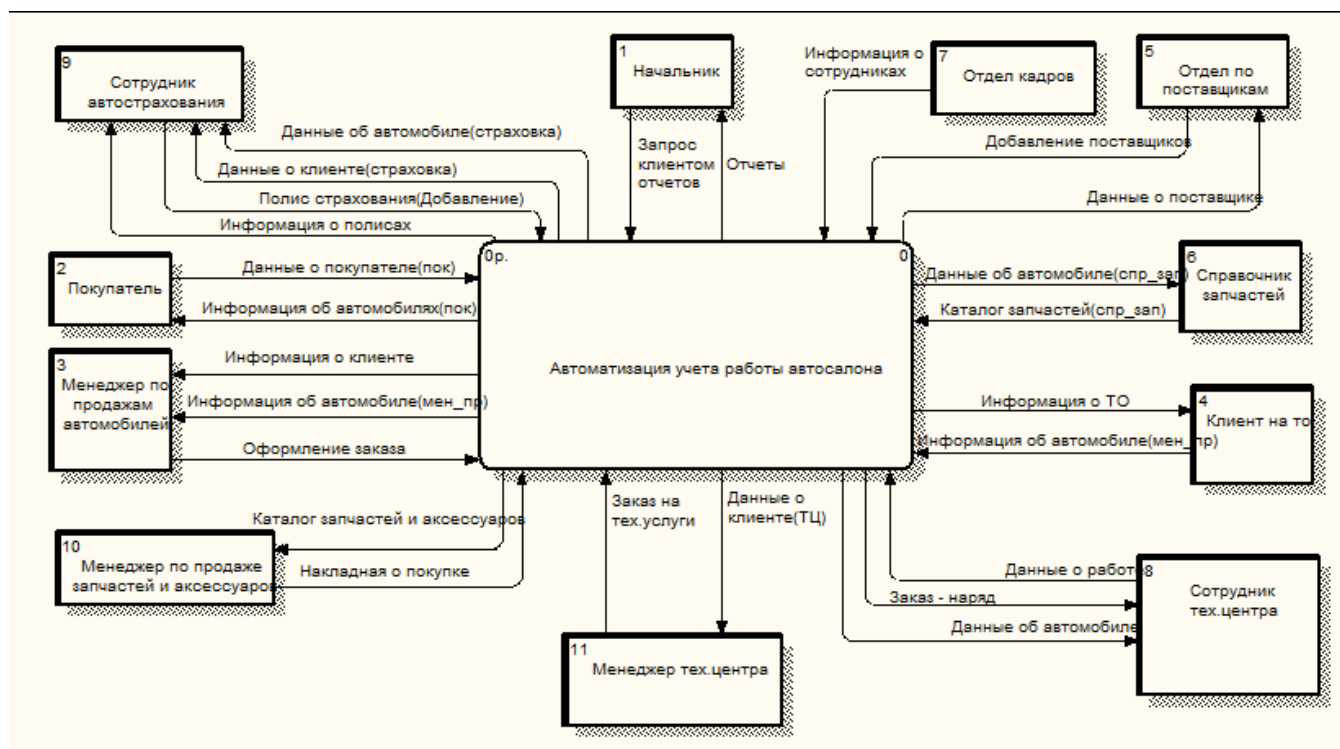 9
Сотрудник
автострахования
1
Начальник
Информация о
сотрудниках
7
Отдел кадров
5
Отдел по
поставщикам
Данные об автомобиле(страховка)
Данные о клиенте(страховка)
Полис страхования(Добавление)
Информация о полисах
Запрос
клиентом
отчетов
Отчеты
Добавление поставщиков
Данные о поставщике
2
Покупатель
Данные о покупателе(пок)
Информация об автомобилях(пок)
0р.
0
Автоматизация учета работы автосалона
Данные об автомобиле(спр_зап)
Каталог запчастей(спр_зап)
6
Справочник
запчастей
3
Менеджер по
продажам
автомобилей
Информация о клиенте
Информация об автомобиле(мен_пр)
Оформление заказа
Информация о ТО
Информация об автомобиле(мен_пр)
4
Клиент на то
10
Менеджер по продаже
запчастей и аксессуаров
Каталог запчастей и аксессуаров
Накладная о покупке
Заказ на
тех.услуги
Данные о
клиенте(ТЦ)
11
Менеджер тех.центра
Данные о работе
Заказ - наряд
Данные об автомобиле
8
Сотрудник
тех.центра